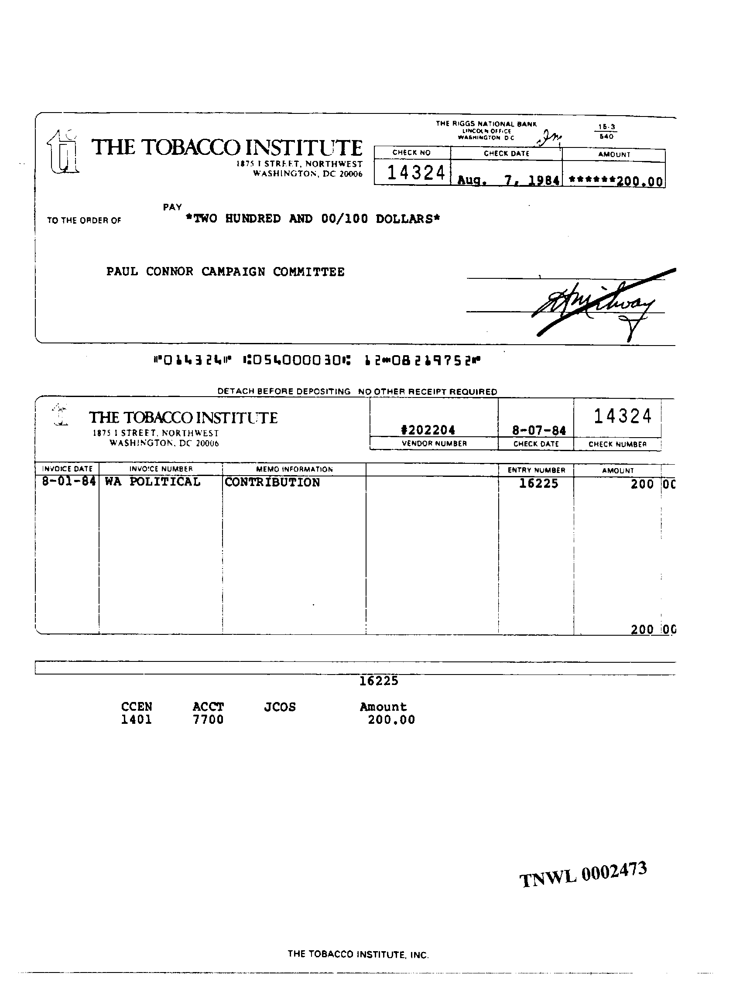 THE RIGGS NATIONAL BANK
LINCOLN OFFICE
WASHINGTON D C
15-3
540
ti THE TOBACCO INSTITUTE
1875 I STREET, NORTHWEST
WASHINGTON, DC 20006
CHECK NO CHECK DATE AMOUNT
14324 Aug. 7, 1984 ******200.00
PAY
TO THE ORDER OF *TWO HUNDRED AND 00/100 DOLLARS*
PAUL CONNOR CAMPAIGN COMMITTEE
⑈014324⑈ ⑆054000030⑆ 12⑉08219752⑈
DETACH BEFORE DEPOSITING NO OTHER RECEIPT REQUIRED
ti THE TOBACCO INSTITUTE
1875 I STREET, NORTHWEST
WASHINGTON, DC 20006
#202204 8-07-84 14324
VENDOR NUMBER CHECK DATE CHECK NUMBER
INVOICE DATE INVOICE NUMBER MEMO INFORMATION ENTRY NUMBER AMOUNT
8-01-84 WA POLITICAL CONTRIBUTION 16225 200 00
200 00
16225
CCEN ACCT JCOS Amount
1401 7700 200.00
TNWL 0002473
THE TOBACCO INSTITUTE, INC.